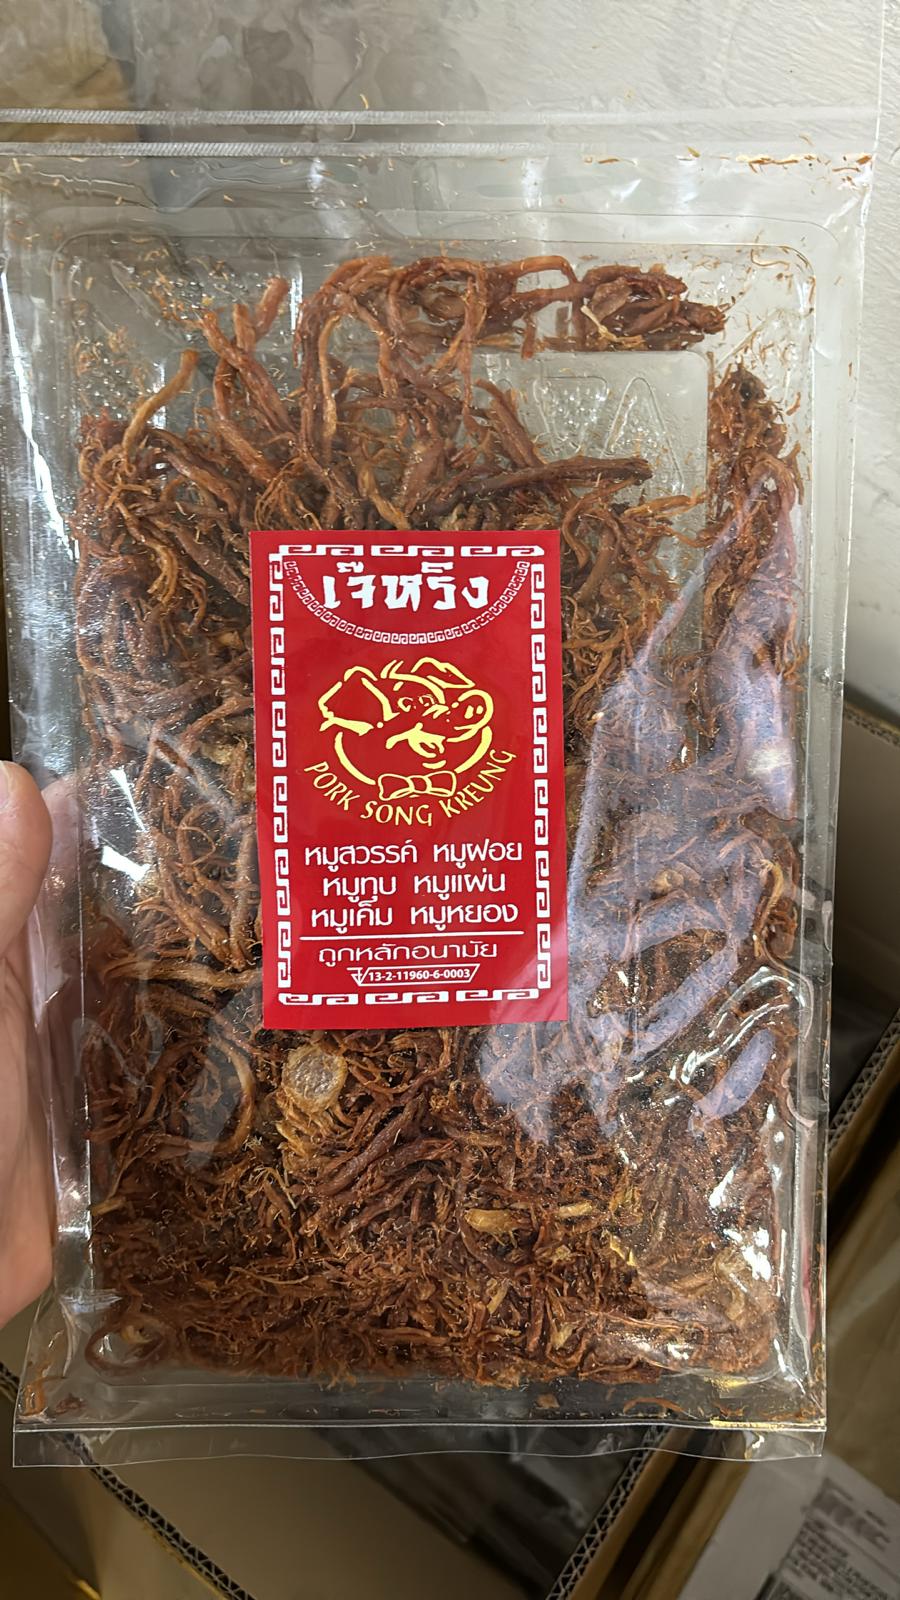 เจ๊หริ่ง
PORK SONG KREUNG
หมูสวรรค์ หมูฝอย
หมูทุบ หมูแผ่น
หมูเค็ม หมูหยอง
ถูกหลักอนามัย
13-2-11960-6-0003